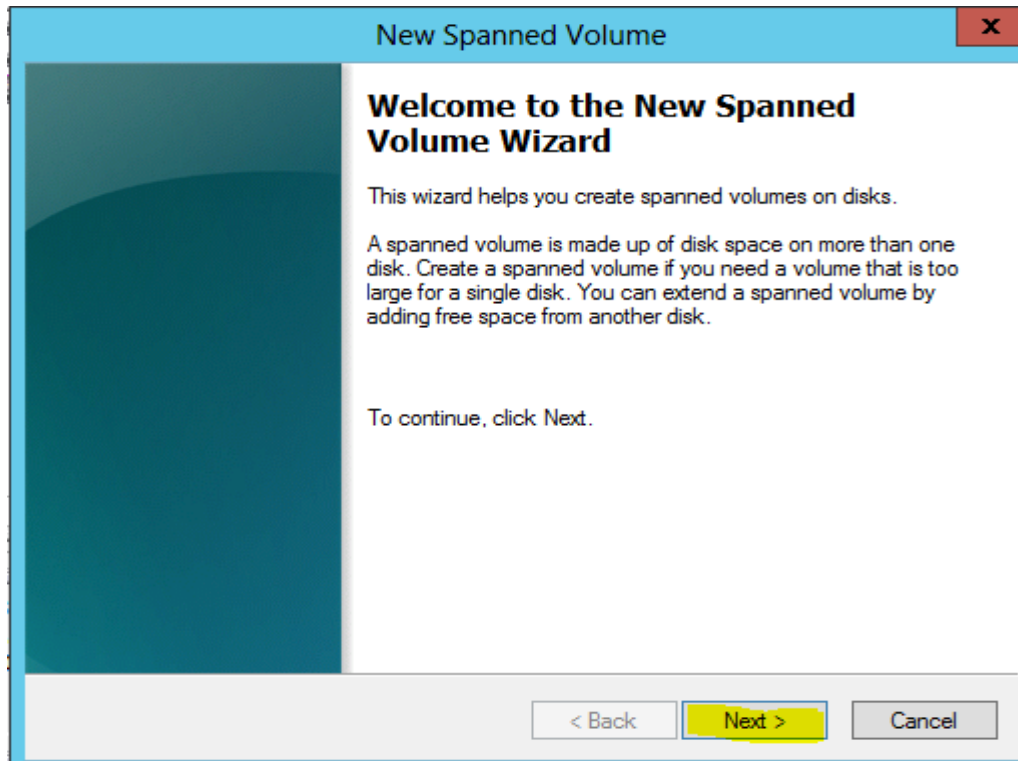 New Spanned Volume
x
Welcome to the New Spanned
Volume Wizard
This wizard helps you create spanned volumes on disks.
A spanned volume is made up of disk space on more than one
disk. Create a spanned volume if you need a volume that is too
large for a single disk. You can extend a spanned volume by
adding free space from another disk.
To continue, click Next.
< Back Next > Cancel